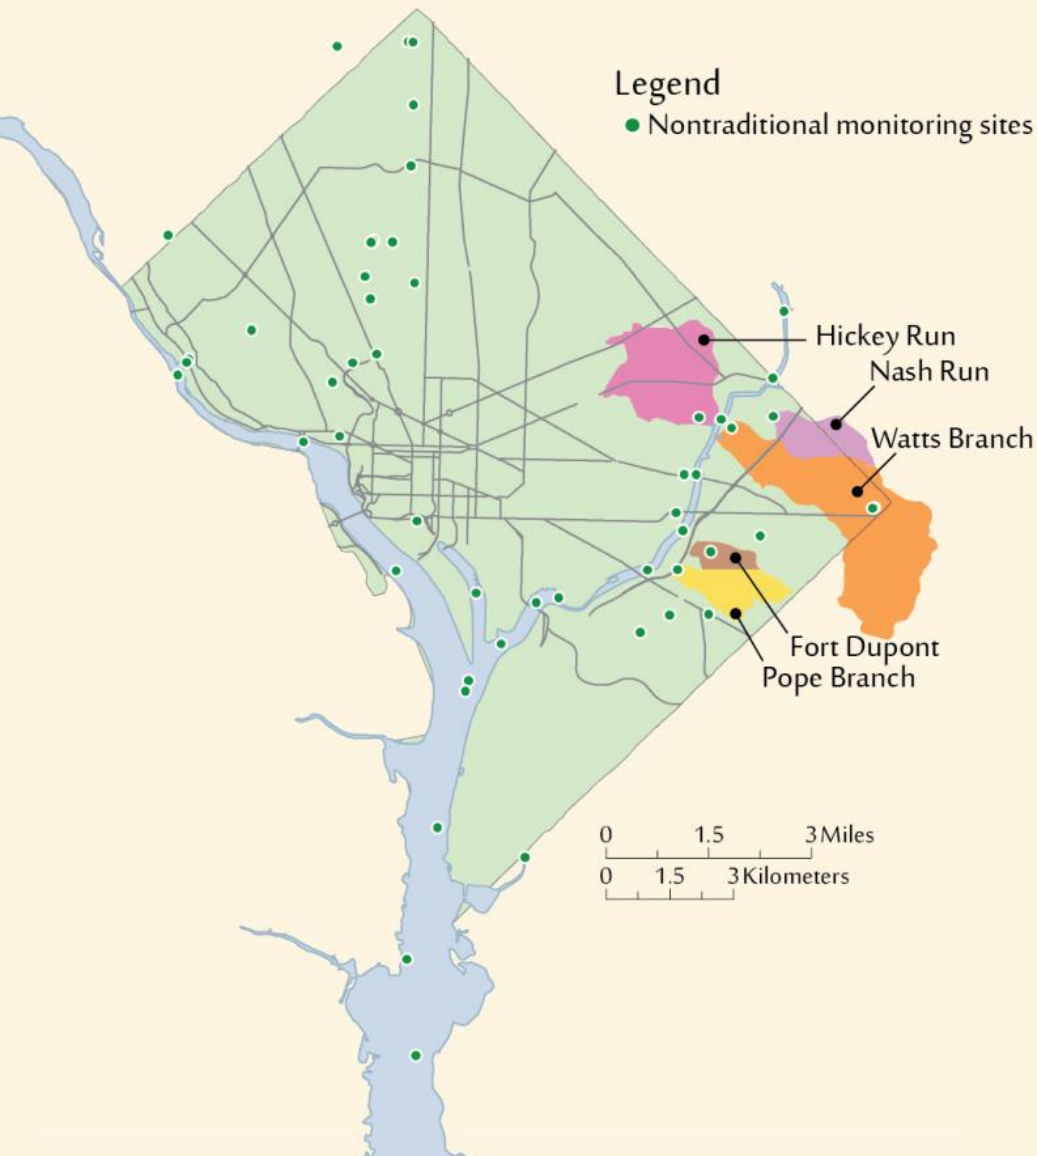 Legend
Nontraditional monitoring sites
Hickey Run
Nash Run
Watts Branch
Fort Dupont
Pope Branch
0 1.5 3 Miles
0 1.5 3 Kilometers